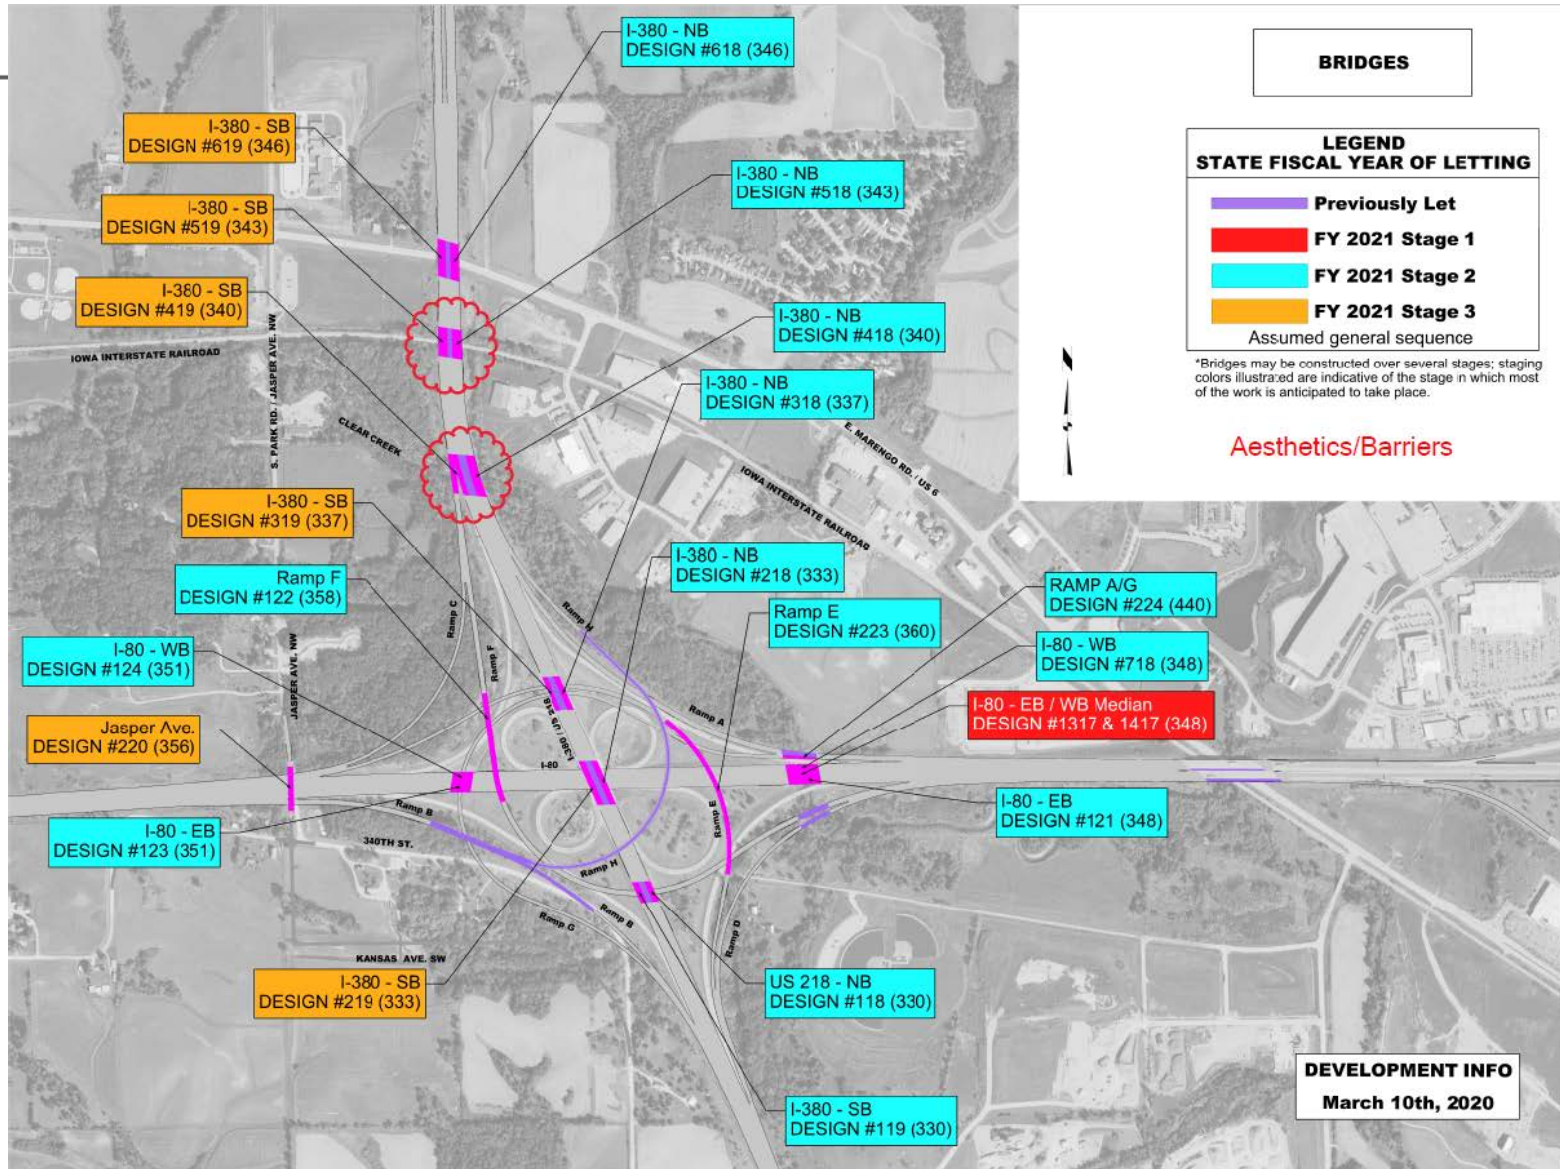 I-380 - NB
DESIGN #618 (346)
BRIDGES
I-380 - SB
DESIGN #619 (346)
LEGEND
STATE FISCAL YEAR OF LETTING
Previously Let
FY 2021 Stage 1
FY 2021 Stage 2
FY 2021 Stage 3
Assumed general sequence
*Bridges may be constructed over several stages; staging
colors illustrated are indicative of the stage in which most
of the work is anticipated to take place.
N
Aesthetics/Barriers
I-380 - NB
DESIGN #518 (343)
I-380 - SB
DESIGN #519 (343)
I-380 - SB
DESIGN #419 (340)
I-380 - NB
DESIGN #418 (340)
IOWA INTERSTATE RAILROAD
S. PARK RD. / JASPER AVE. NW
I-380 - NB
DESIGN #318 (337)
CLEAR CREEK
E. MARENGO RD. / US 6
IOWA INTERSTATE RAILROAD
I-380 - SB
DESIGN #319 (337)
I-380 - NB
DESIGN #218 (333)
Ramp F
DESIGN #122 (358)
RAMP A/G
DESIGN #224 (440)
Ramp E
DESIGN #223 (360)
Ramp C
Ramp H
Ramp F
I-80 - WB
DESIGN #124 (351)
I-80 - WB
DESIGN #718 (348)
JASPER AVE. NW
I-80 - EB / WB Median
DESIGN #1317 & 1417 (348)
Ramp A
I-380 / US 218
Jasper Ave.
DESIGN #220 (356)
I-80
Ramp B
Ramp E
I-80 - EB
DESIGN #121 (348)
I-80 - EB
DESIGN #123 (351)
340TH ST.
Ramp H
Ramp B
Ramp G
Ramp D
KANSAS AVE. SW
I-380 - SB
DESIGN #219 (333)
US 218 - NB
DESIGN #118 (330)
I-380 - SB
DESIGN #119 (330)
DEVELOPMENT INFO
March 10th, 2020